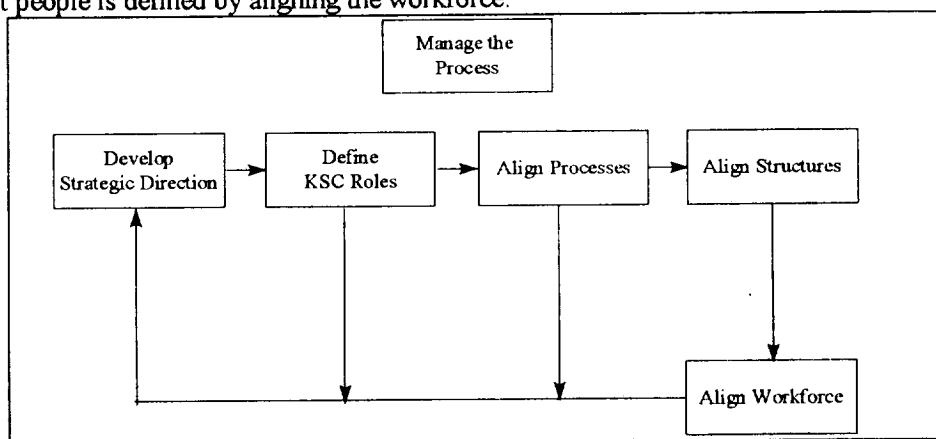 t people is defined by aligning the workforce.
Manage the
Process
Develop
Strategic Direction
Define
KSC Roles
Align Processes
Align Structures
Align Workforce